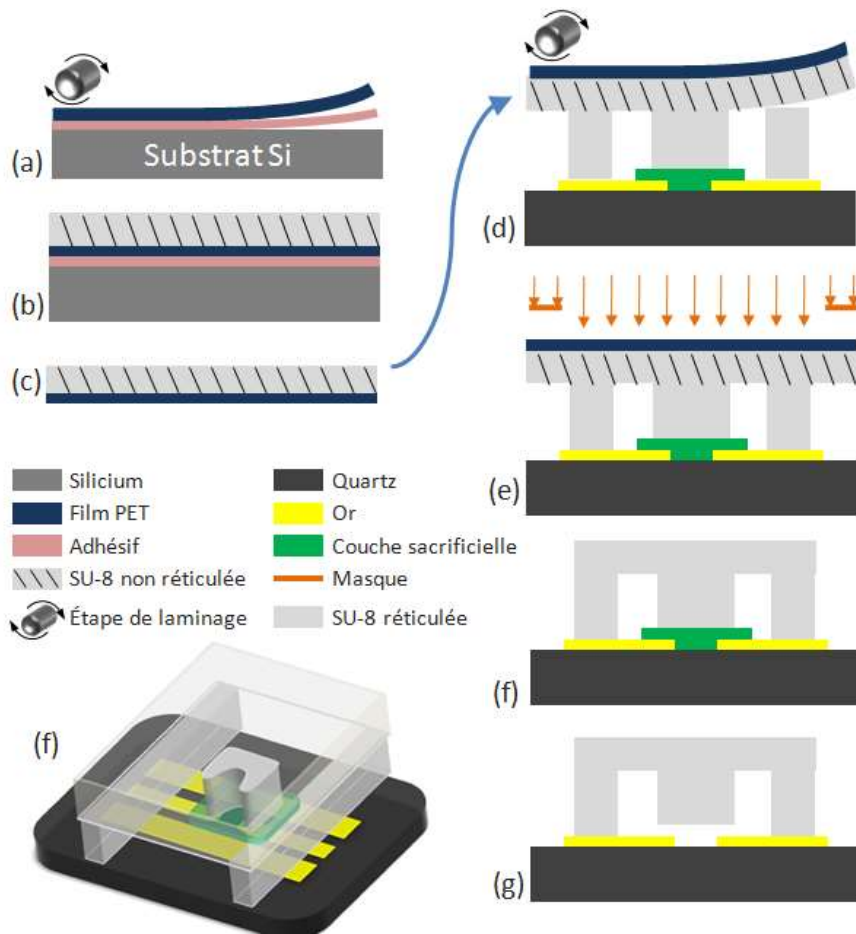 (a)
Substrat Si
(b)
(c)
(d)
(e)
Silicium
Film PET
Adhésif
SU-8 non réticulée
Étape de laminage
Quartz
Or
Couche sacrificielle
Masque
SU-8 réticulée
(f)
(f)
(g)